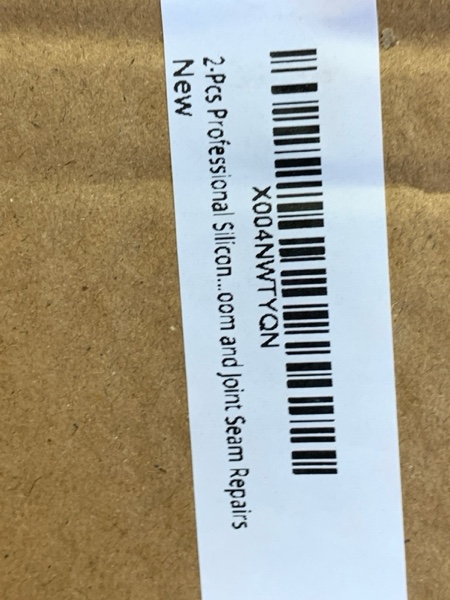 X004NWTYQN
2-Pcs Professional Silicon...oom and Joint Seam Repairs
New